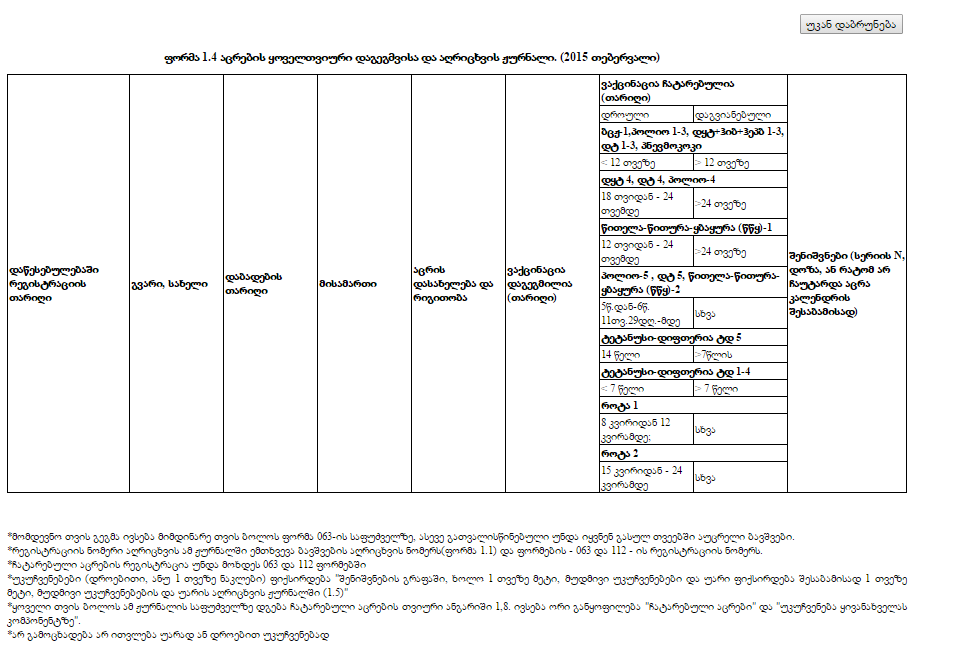 უკან დაბრუნება
ფორმა 1.4 აცრების ყოველთვიური დაგეგმვისა და აღრიცხვის ჟურნალი. (2015 თებერვალი)
დაწესებულებაში
რეგისტრაციის
თარიღი
გვარი, სახელი
დაბადების
თარიღი
მისამართი
აცრის
დასახელება და
რიგითობა
ვაქცინაცია
დაგეგმილია
(თარიღი)
ვაქცინაცია ჩატარებულია
(თარიღი)
დროული
დაგვიანებული
ბცჟ-1,პოლიო 1-3, დყტ+ჰიბ+ჰეპბ 1-3,
დტ 1-3, პნევმოკოკი
< 12 თვეზე
> 12 თვეზე
დყტ 4, დტ 4, პოლიო-4
18 თვიდან - 24
თვემდე
>24 თვეზე
წითელა-წითურა-ყბაყურა (წწყ)-1
12 თვიდან - 24
თვემდე
>24 თვეზე
პოლიო-5 , დტ 5, წითელა-წითურა-
ყბაყურა (წწყ)-2
5წ.დან-6წ.
11თვ.29დღ.-მდე
სხვა
ტეტანუსი-დიფთერია ტდ 5
14 წელი
>7წლის
ტეტანუსი-დიფთერია ტდ 1-4
< 7 წელი
> 7 წელი
როტა 1
8 კვირიდან 12
კვირამდე;
სხვა
როტა 2
15 კვირიდან - 24
კვირამდე
სხვა
შენიშვნები (სერიის N,
დოზა, ან რატომ არ
ჩაუტარდა აცრა
კალენდრის
შესაბამისად)
*მომდევნო თვის გეგმა ივსება მიმდინარე თვის ბოლოს ფორმა 063-ის საფუძველზე, ასევე გათვალისწინებული უნდა იყვნენ გასულ თვეებში აუცრელი ბავშვები.
*რეგისტრაციის ნომერი აღრიცხვის ამ ჟურნალში ემთხვევა ბავშვების აღრიცხვის ნომერს(ფორმა 1.1) და ფორმების - 063 და 112 - ის რეგისტრაციის ნომერს.
*ჩატარებული აცრების რეგისტრაცია უნდა მოხდეს 063 და 112 ფორმებში
*უკუჩვენებები (დროებითი, ანუ 1 თვეზე ნაკლები) ფიქსირდება "შენიშვნების გრაფაში, ხოლო 1 თვეზე მეტი, მუდმივი უკუჩვენებები და უარი ფიქსირდება შესაბამისად 1 თვეზე
მეტი, მუდმივი უკუჩვენებების და უარის აღრიცხვის ჟურნალში (1.5)"
*ყოველი თვის ბოლოს ამ ჟურნალის საფუძველზე დგება ჩატარებული აცრების თვიური ანგარიში 1,8. ივსება ორი განყოფილება "ჩატარებული აცრები" და "უკუჩვენება ყივანახველას
კომპონენტზე".
*არ გამოცხადება არ ითვლება უარად ან დროებით უკუჩვენებად